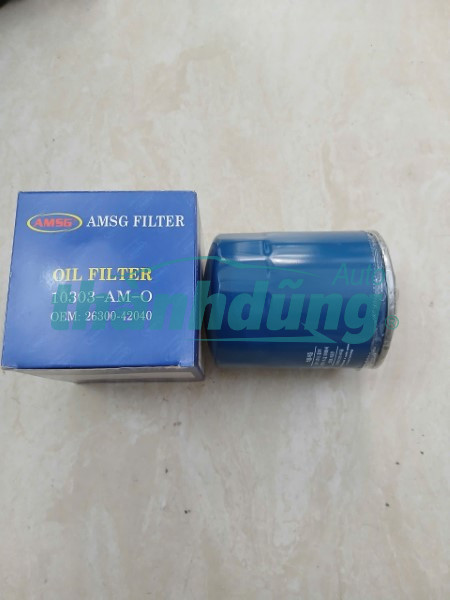 AMSG
AMSG FILTER
OIL FILTER
10303-AM-O
OEM: 26300-42040
Auto
thanhdũng®